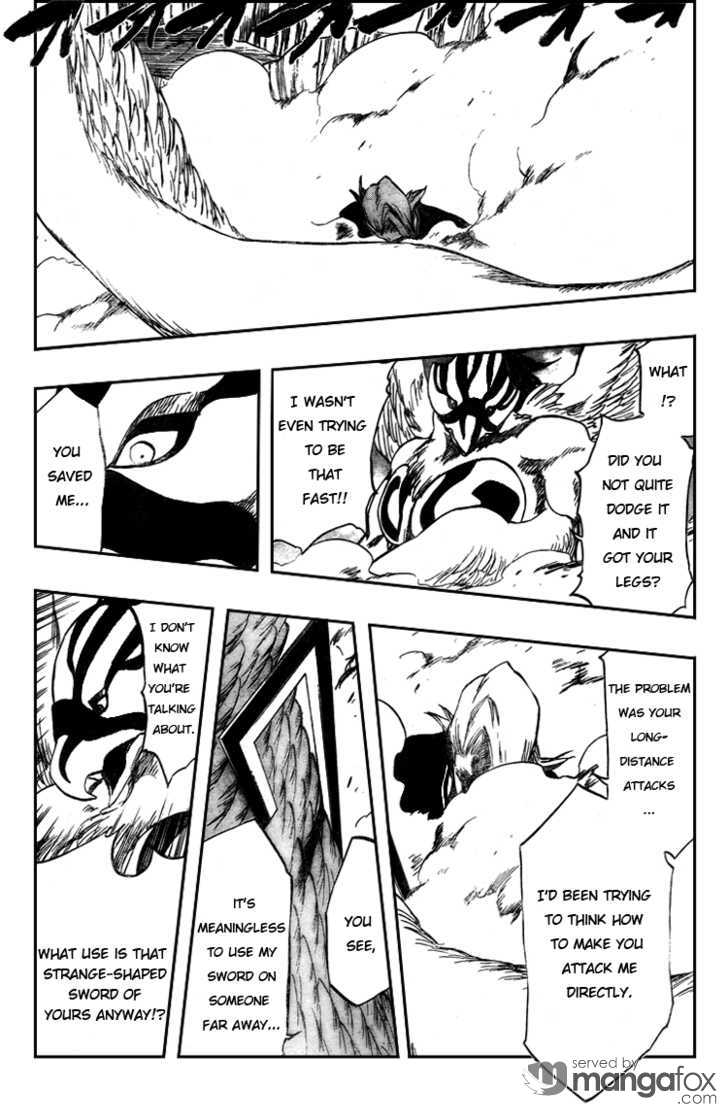 WHAT
!?
DID YOU
NOT QUITE
DODGE IT
AND IT
GOT YOUR
LEGS?
I WASN'T
EVEN TRYING
TO BE
THAT
FAST!!
YOU
SAVED
ME...
THE PROBLEM
WAS YOUR
LONG-
DISTANCE
ATTACKS
...
I'D BEEN TRYING
TO THINK HOW
TO MAKE YOU
ATTACK ME
DIRECTLY.
YOU
SEE,
IT'S
MEANINGLESS
TO USE MY
SWORD ON
SOMEONE
FAR AWAY...
I DON'T
KNOW
WHAT
YOU'RE
TALKING
ABOUT.
WHAT USE IS THAT
STRANGE-SHAPED
SWORD OF
YOURS ANYWAY!?
served by
mangafox
.com